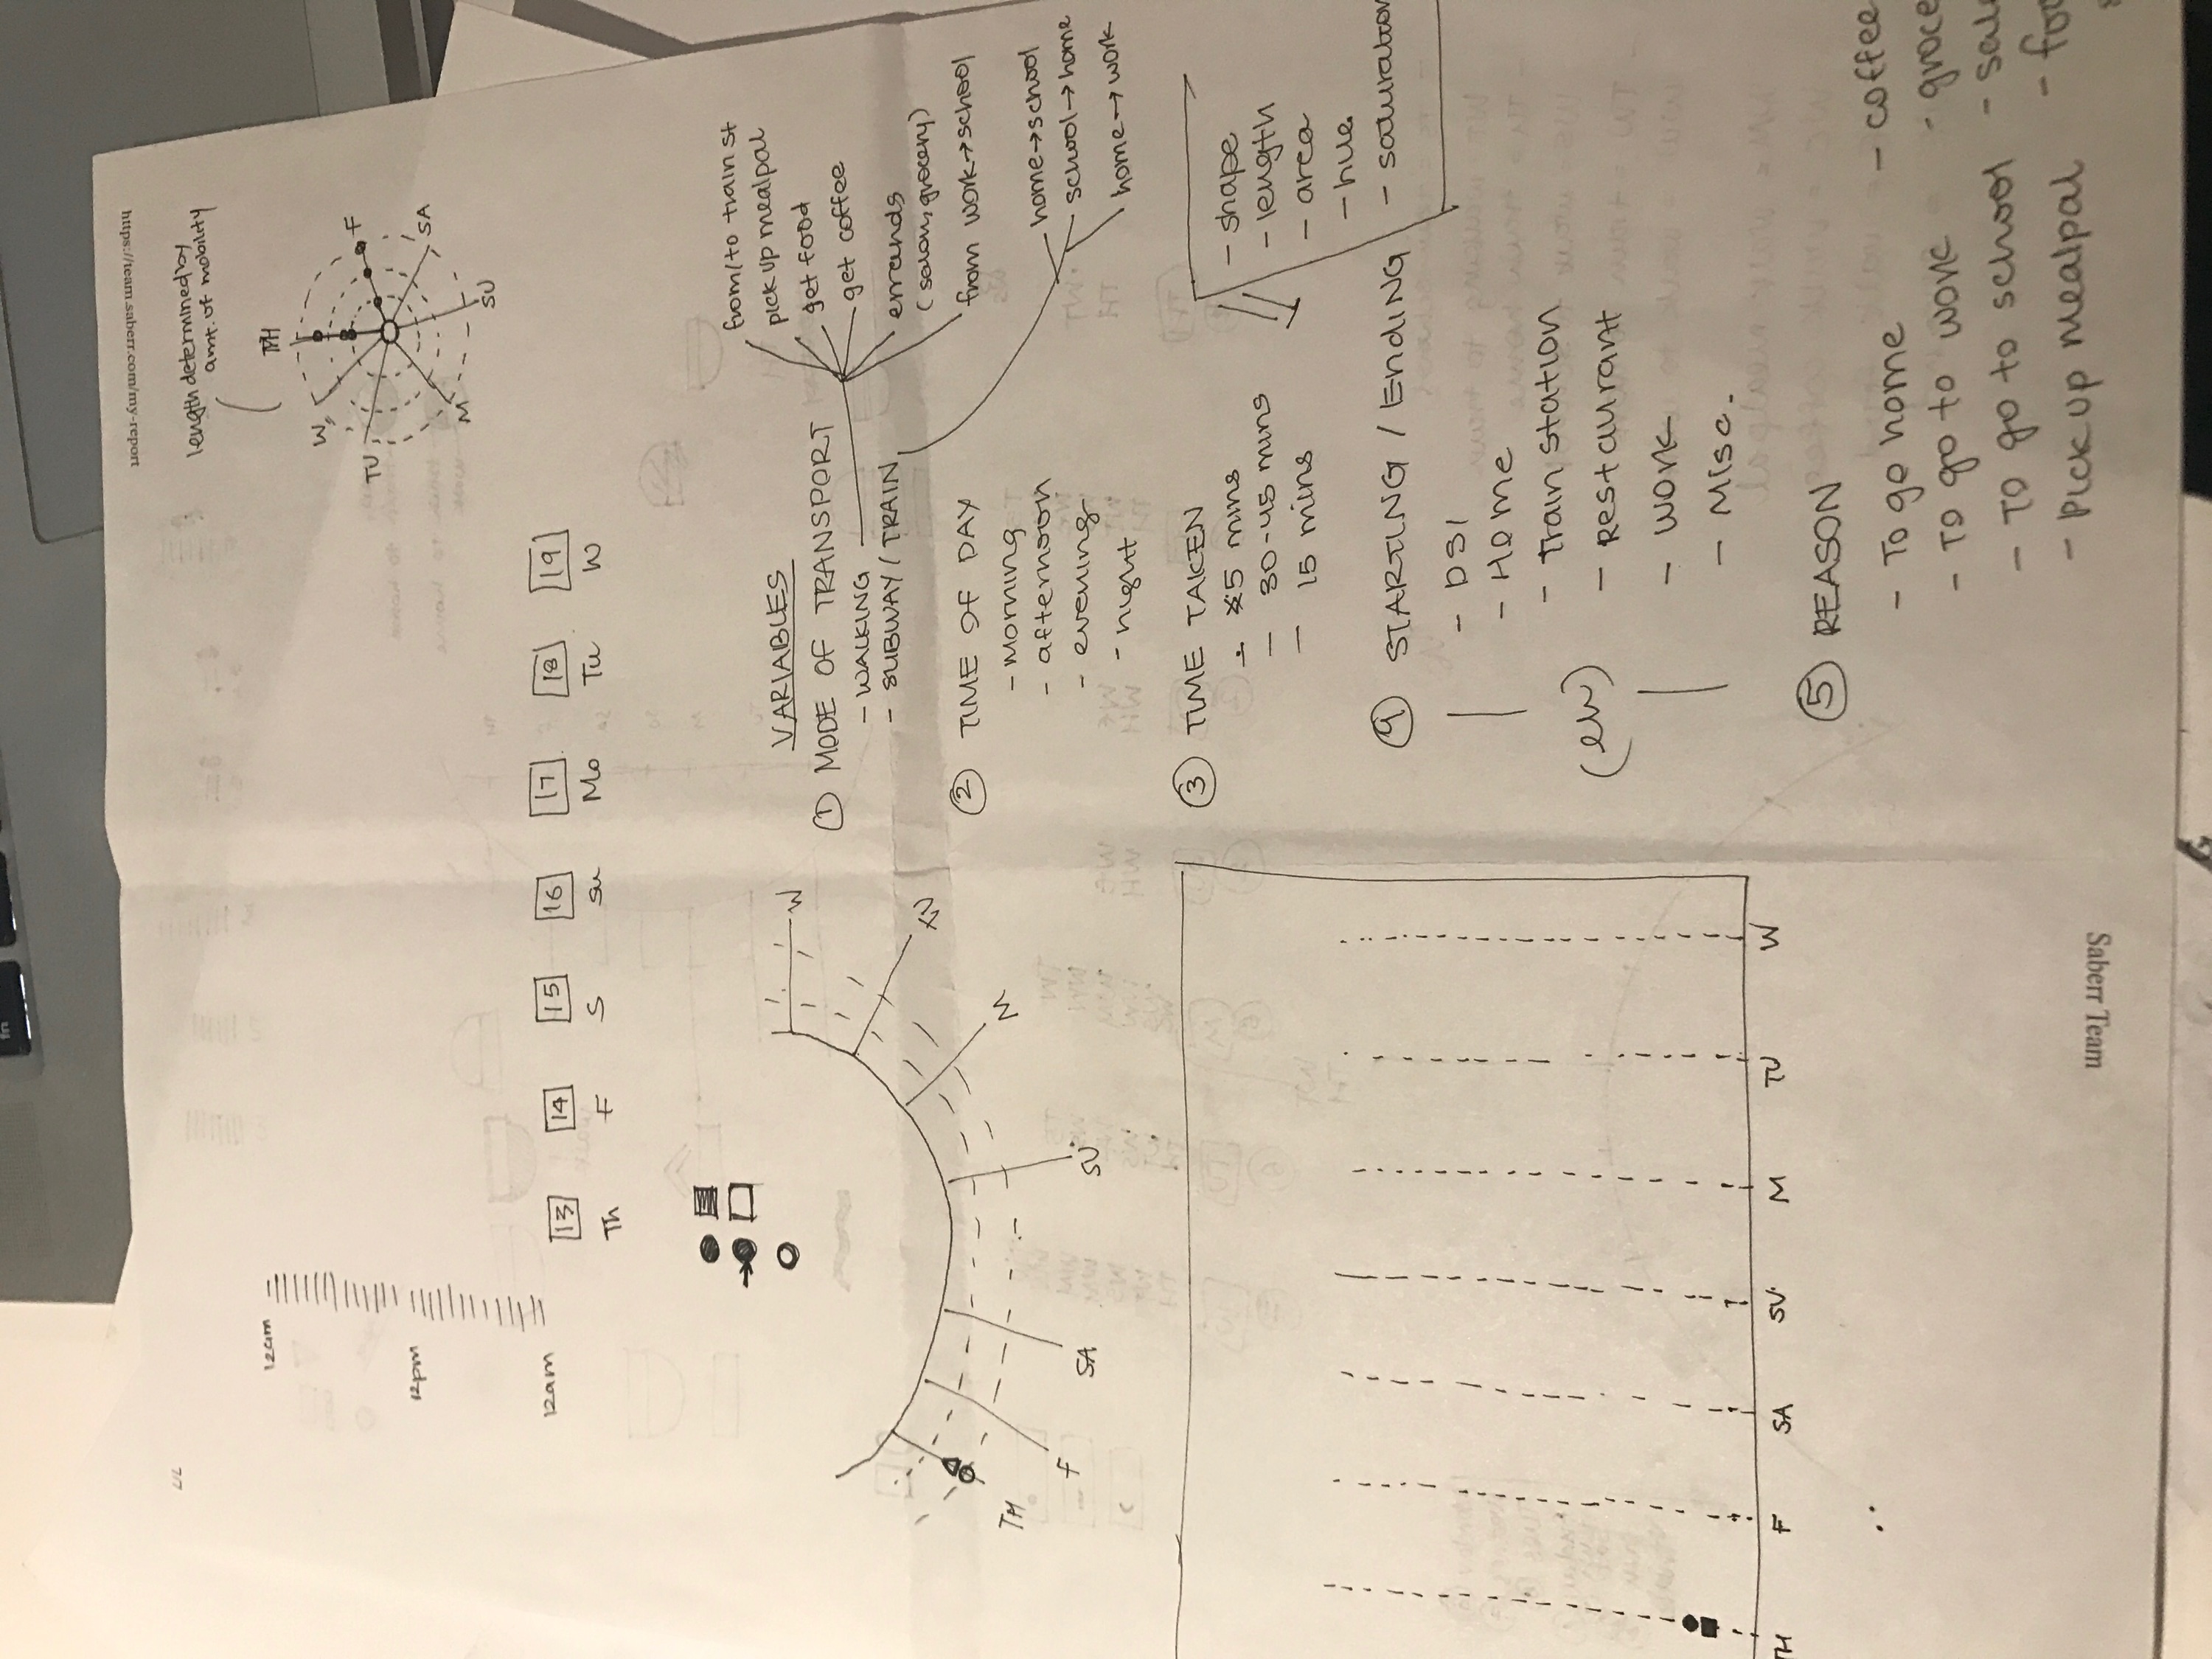 fn
https://team.saberr.com/my-report
7/7
length determined by
amt. of mobility
TH
W
F
TU
SA
M
SU
12am
12pm
12am
13
14
15
16
17
18
19
Th
F
S
Su
Mo
Tu
W
W
TU
M
TH
F
SA
SU
VARIABLES
① MODE OF TRANSPORT
- WALKING
- SUBWAY / TRAIN
from/to train st
pick up mealpal
get food
get coffee
errands
(salon, grocery)
from work→school
home→school
school→home
home→work
② TIME OF DAY
- morning
- afternoon
- evening
- night
③ TIME TAKEN
- 5 mins
- 30-45 mins
- 15 mins
- shape
- length
- area
- hue
- saturation
④ STARTING / ENDING
- DSI
- Home
- Train station
- Restaurant
- Work
- Misc.
(eh)
⑤ REASON
- To go home
- To go to work
- To go to school
- Pick up mealpal
- coffee
TH
F
SA
SU
M
TU
W
Saberr Team